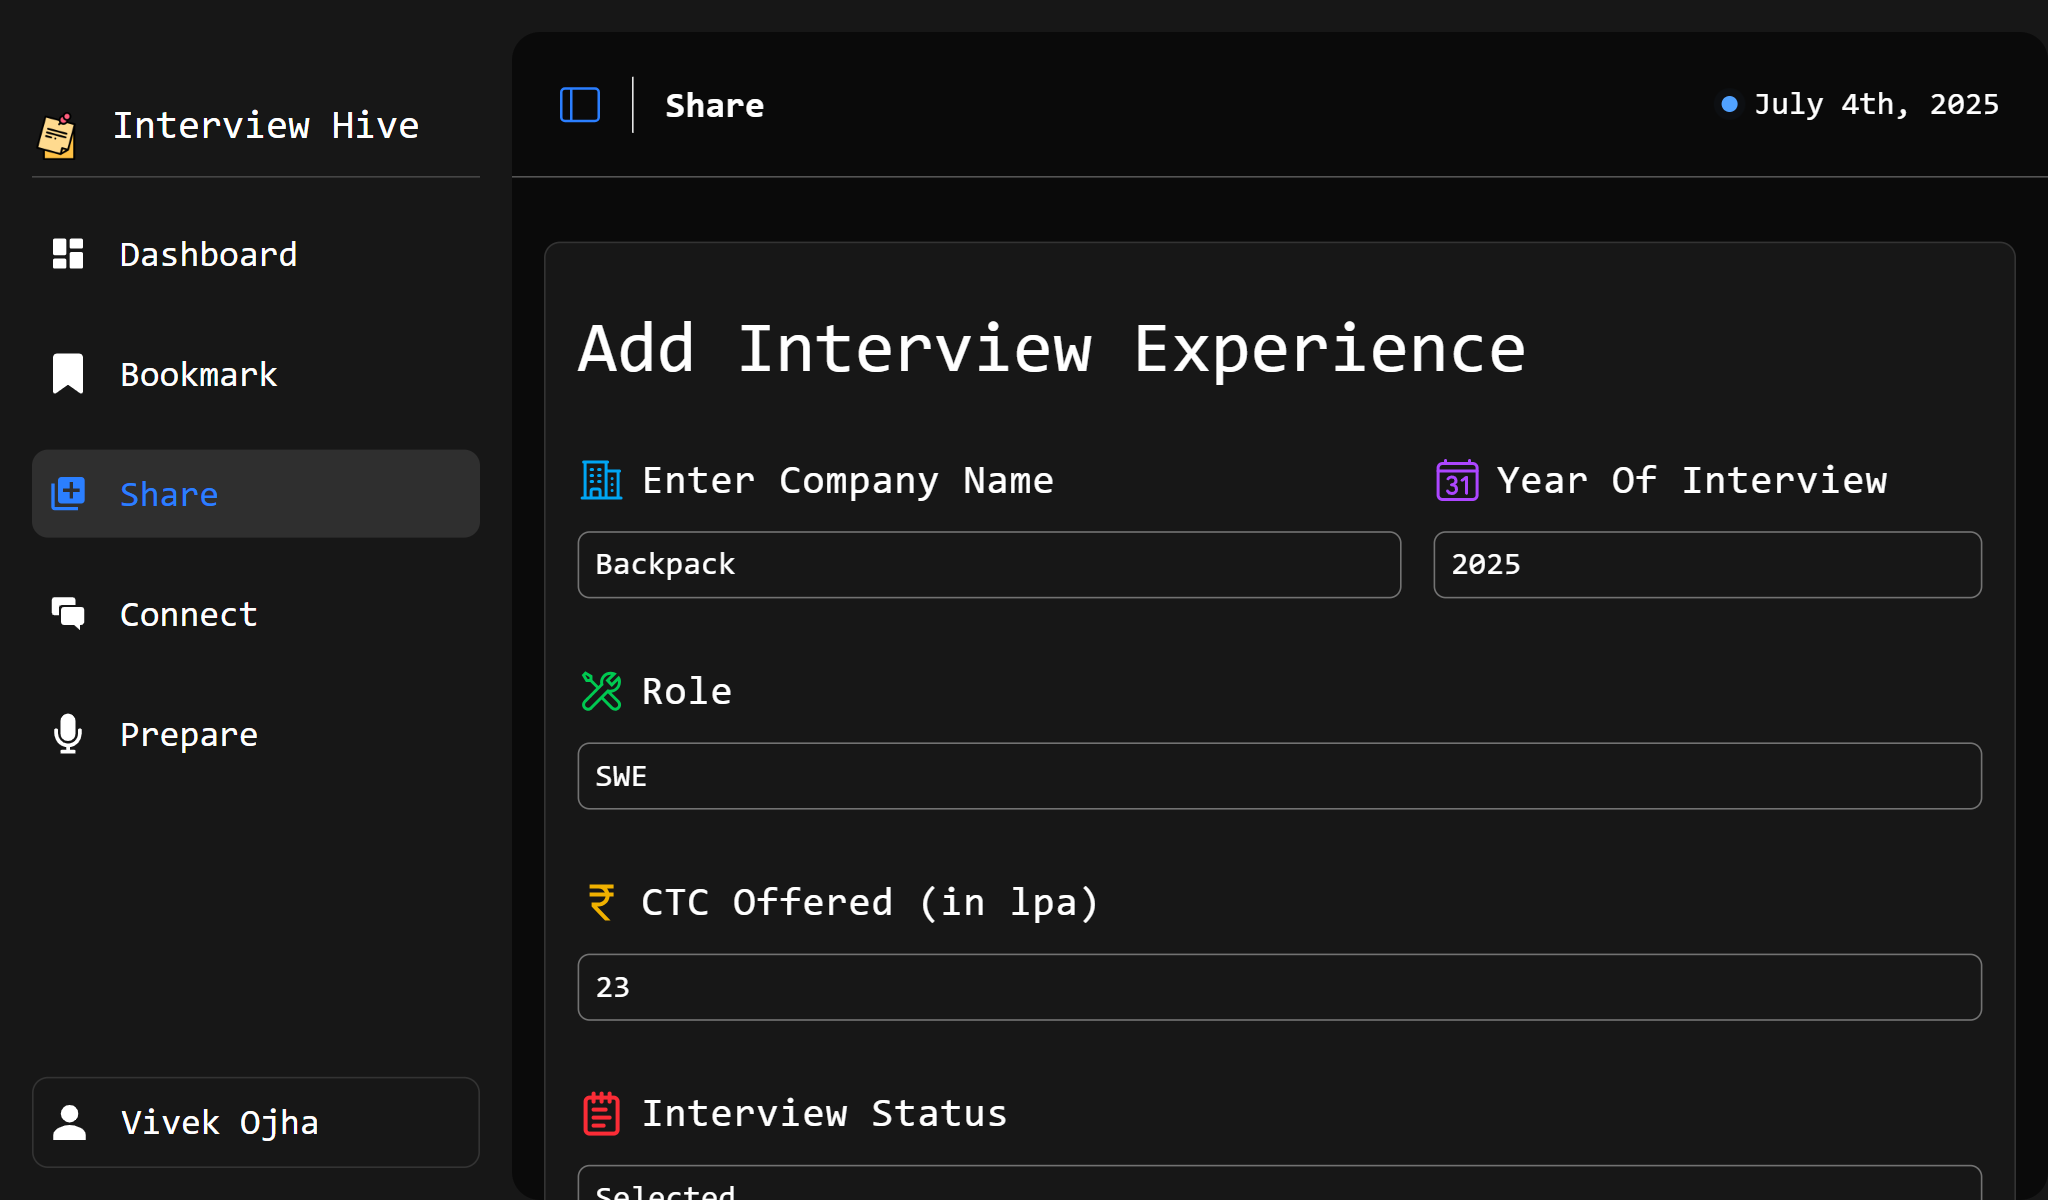 Interview Hive
Dashboard
Bookmark
Share
Connect
Prepare
Vivek Ojha
Share
July 4th, 2025
Add Interview Experience
Enter Company Name
31 Year Of Interview
Backpack
2025
Role
SWE
₹ CTC Offered (in lpa)
23
Interview Status
Selected